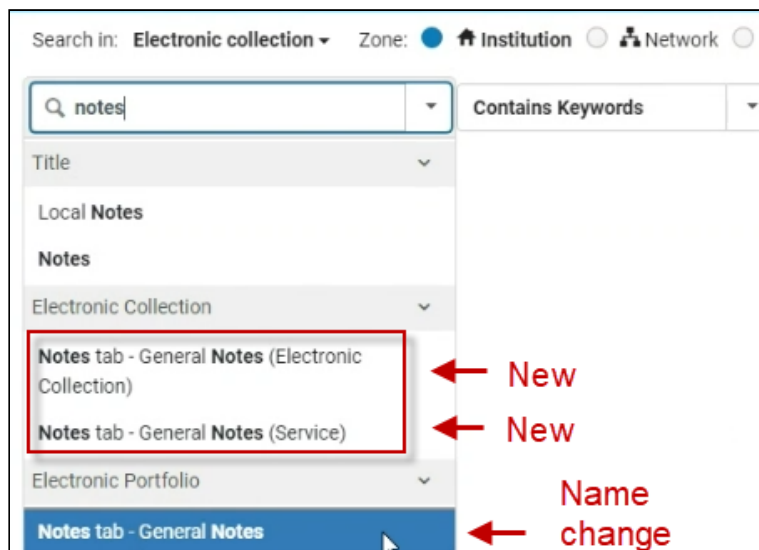 Search in: Electronic collection Zone: Institution Network
notes Contains Keywords
Title
Local Notes
Notes
Electronic Collection
Notes tab - General Notes (Electronic
Collection)
New
Notes tab - General Notes (Service)
New
Electronic Portfolio
Notes tab - General Notes
Name
change